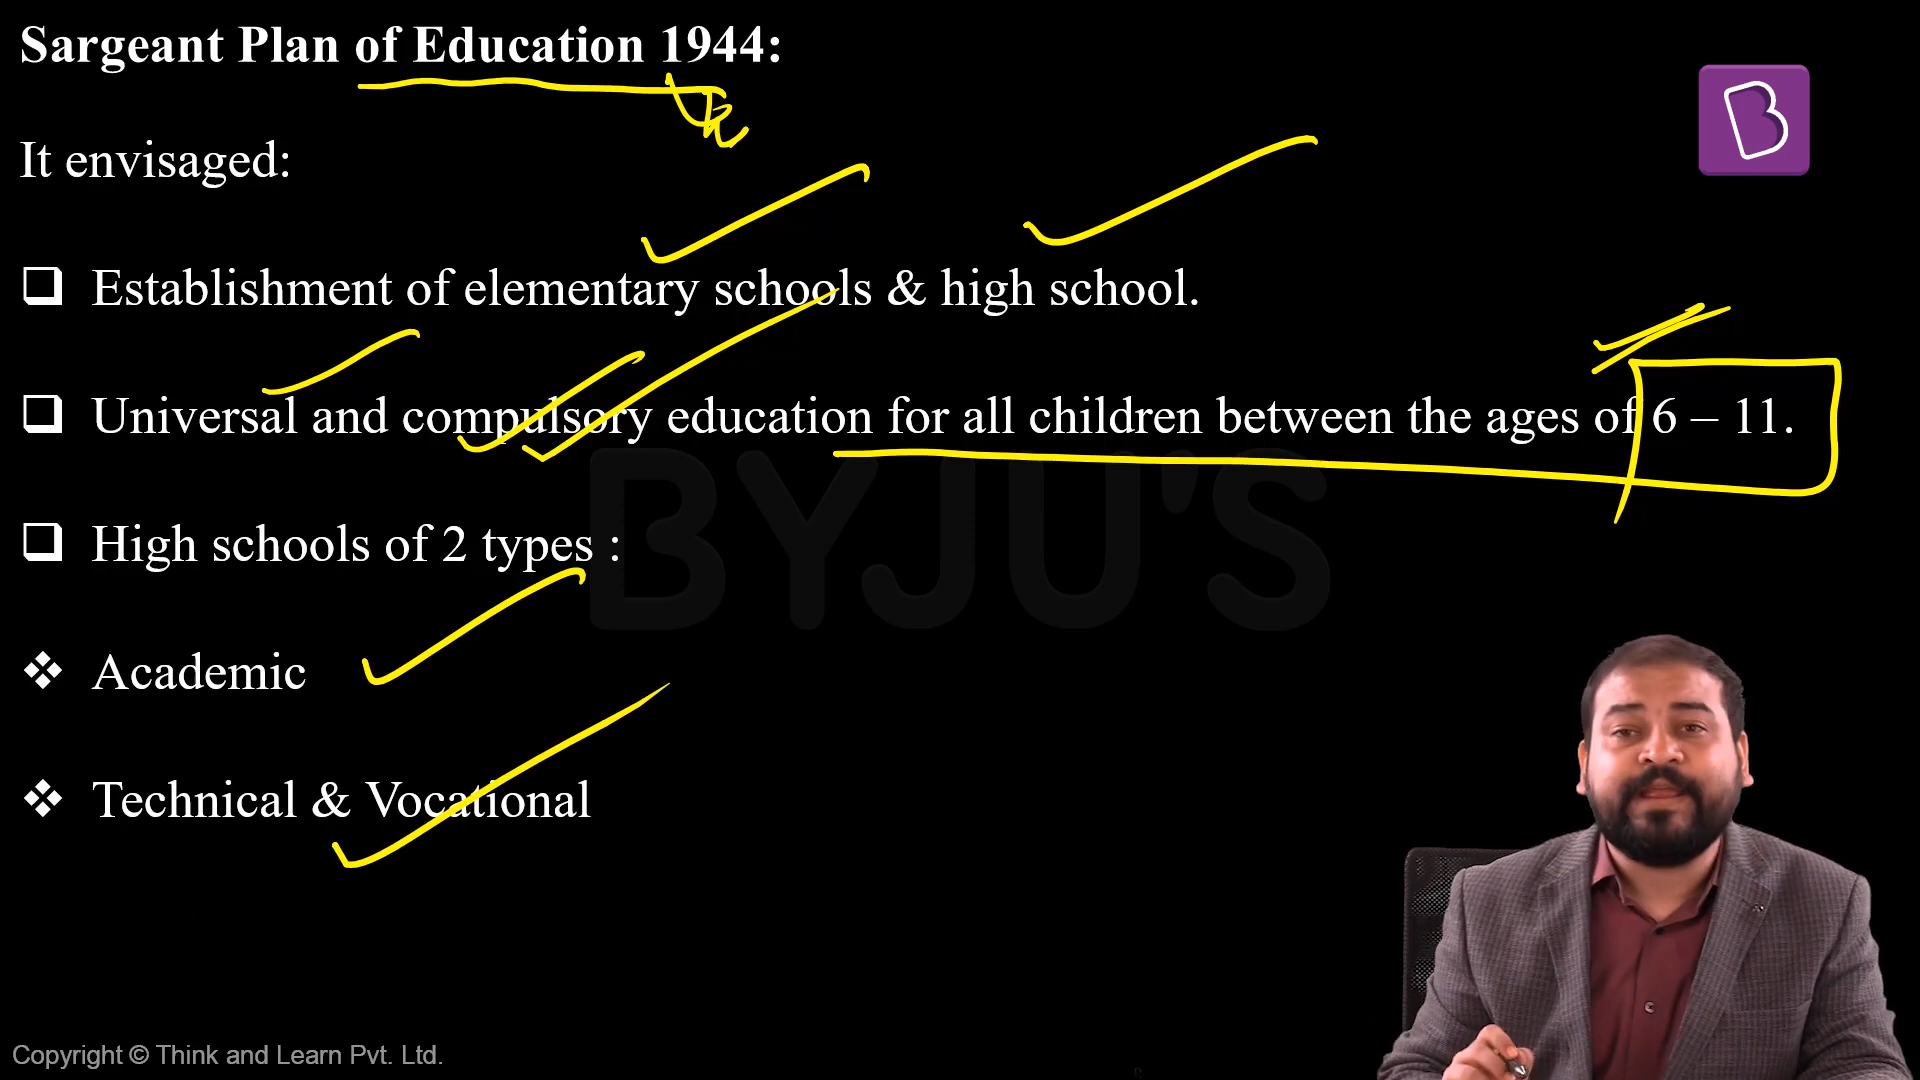 Sargeant Plan of Education 1944:
It envisaged:
Establishment of elementary schools & high school.
Universal and compulsory education for all children between the ages of 6 – 11.
High schools of 2 types :
BYJU'S
Academic
Technical & Vocational
Copyright © Think and Learn Pvt. Ltd.